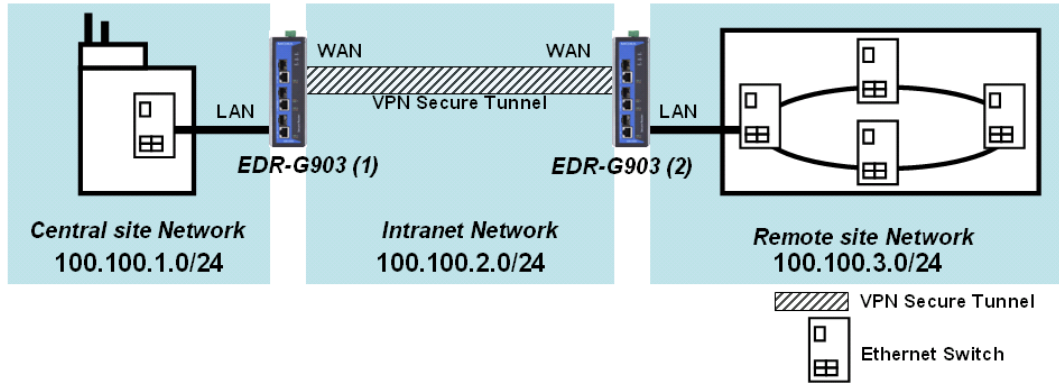 WAN
WAN
VPN Secure Tunnel
LAN
LAN
EDR-G903 (1)
EDR-G903 (2)
Central site Network
100.100.1.0/24
Intranet Network
100.100.2.0/24
Remote site Network
100.100.3.0/24
VPN Secure Tunnel
Ethernet Switch